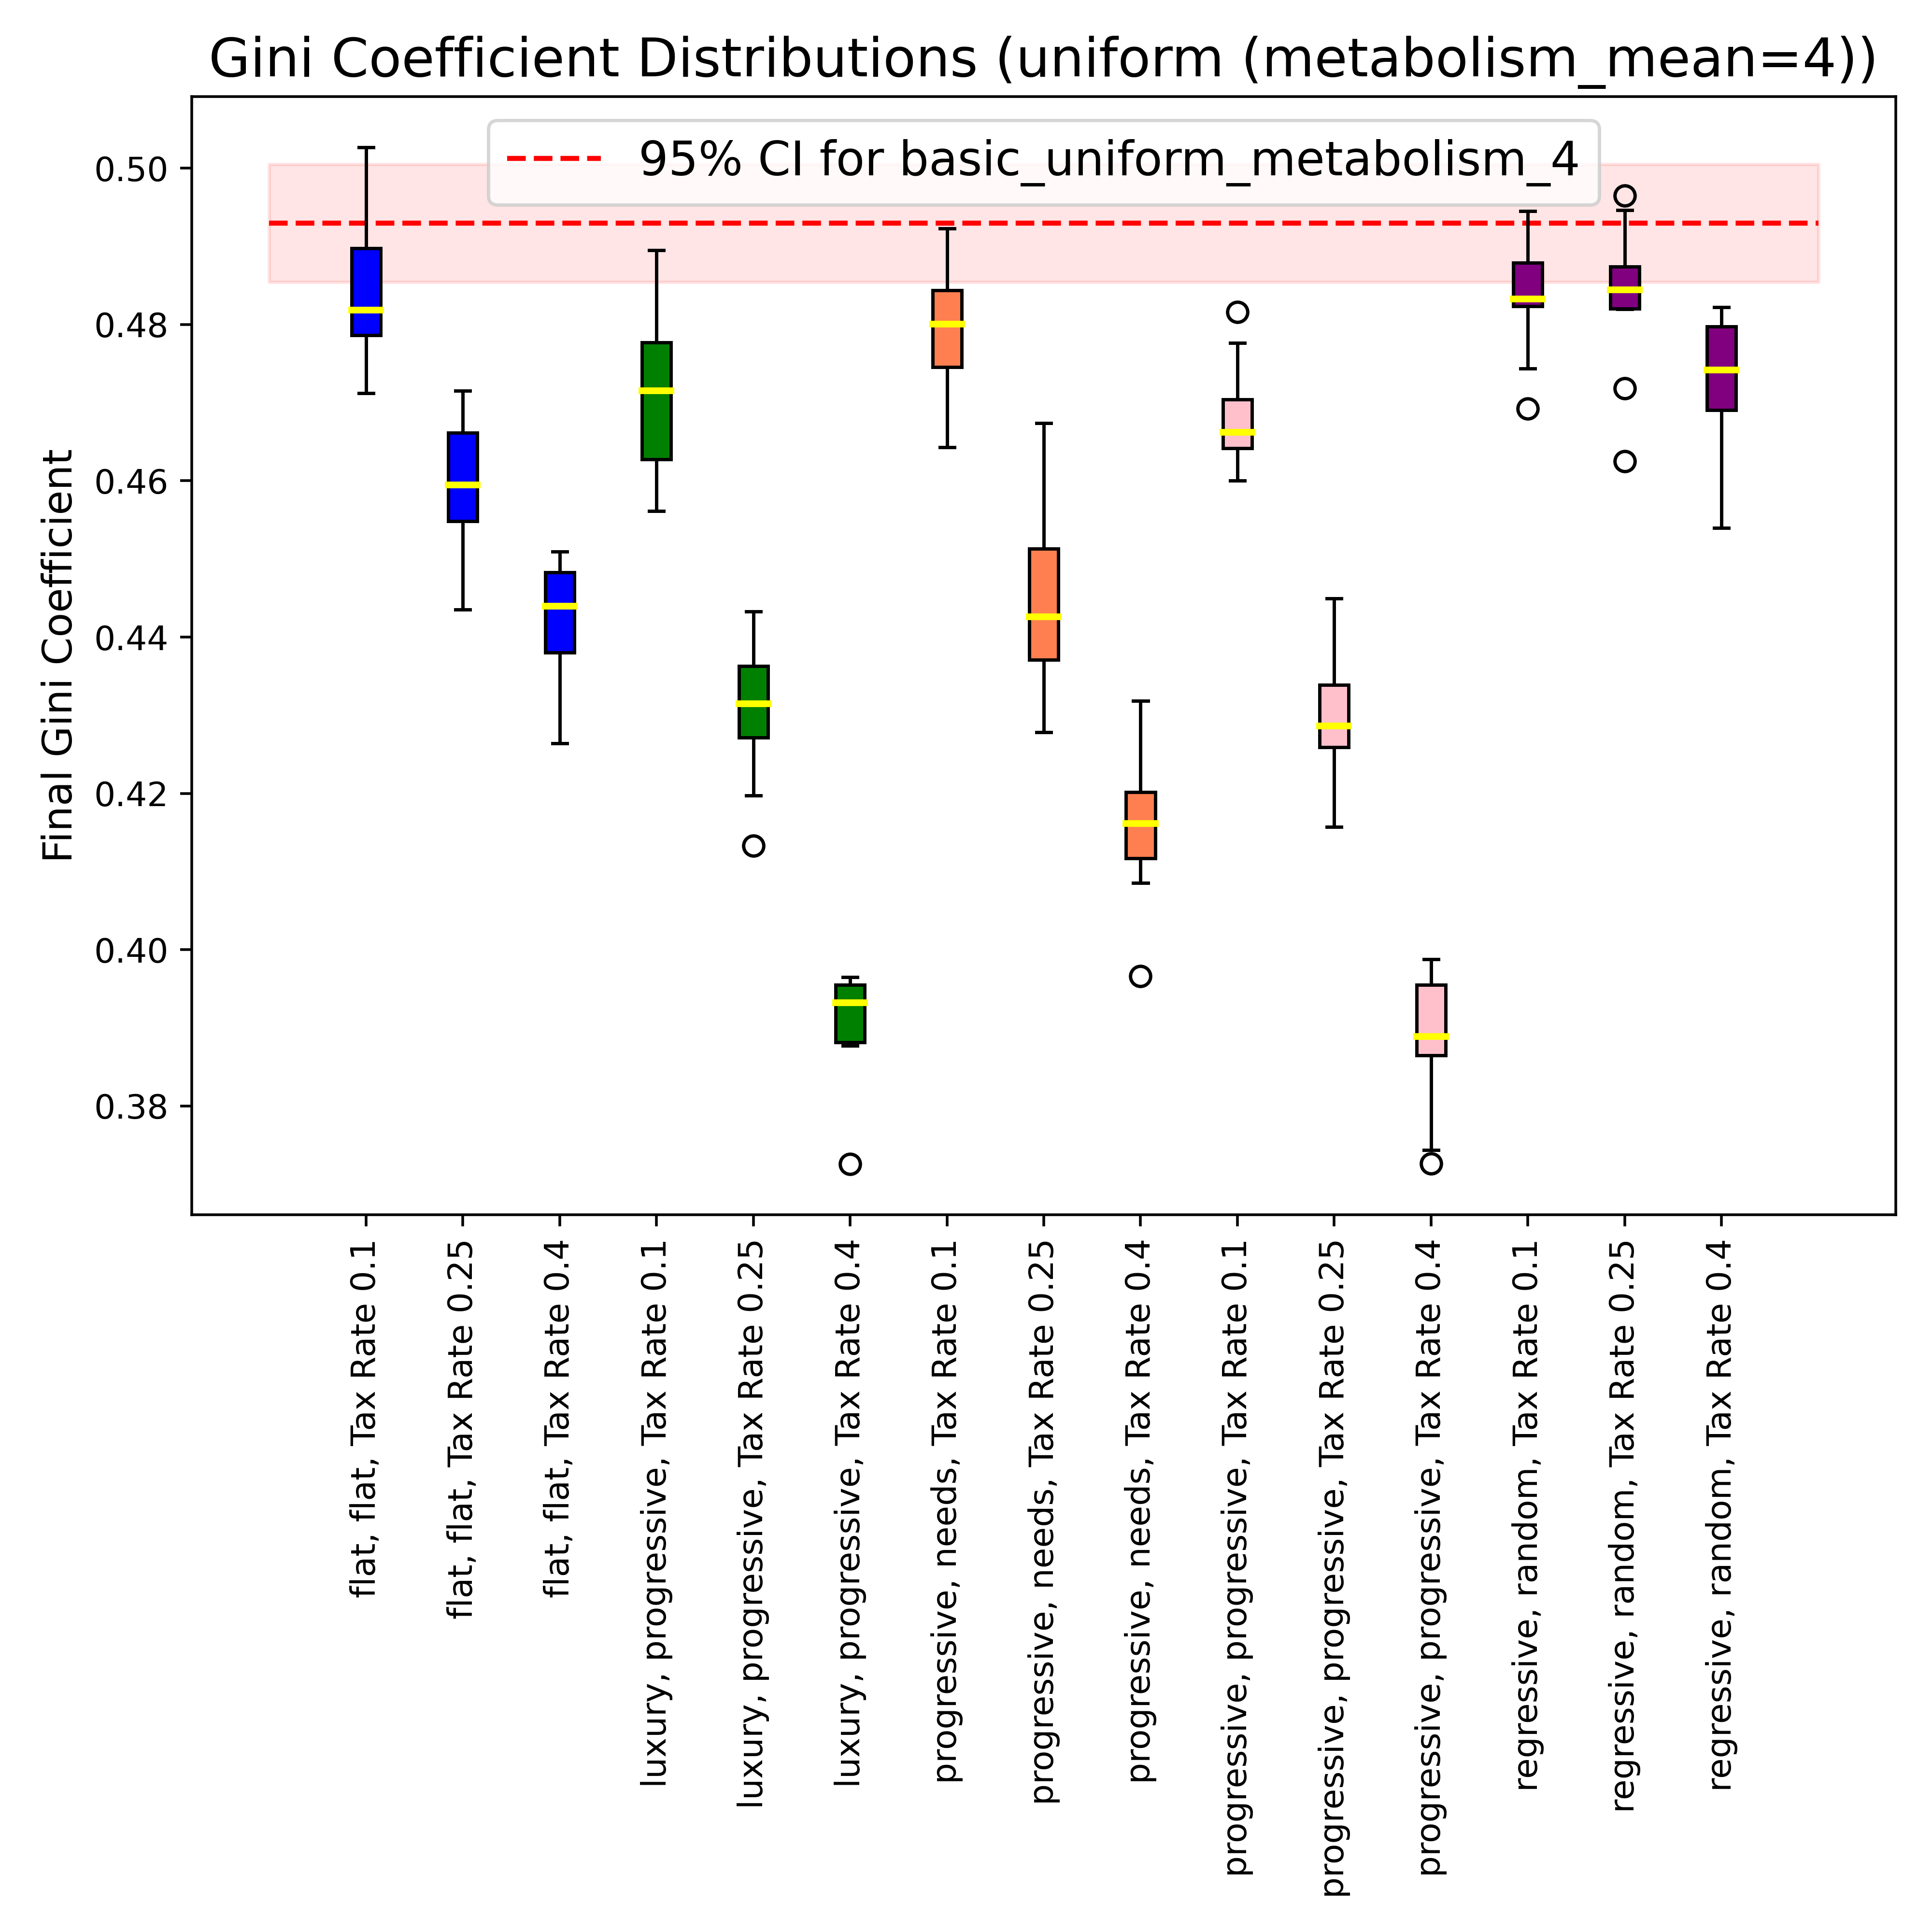 Gini Coefficient Distributions (uniform (metabolism_mean=4))
95% CI for basic_uniform_metabolism_4
Final Gini Coefficient
0.50
0.48
0.46
0.44
0.42
0.40
0.38
flat, flat, Tax Rate 0.1
flat, flat, Tax Rate 0.25
flat, flat, Tax Rate 0.4
luxury, progressive, Tax Rate 0.1
luxury, progressive, Tax Rate 0.25
luxury, progressive, Tax Rate 0.4
progressive, needs, Tax Rate 0.1
progressive, needs, Tax Rate 0.25
progressive, needs, Tax Rate 0.4
progressive, progressive, Tax Rate 0.1
progressive, progressive, Tax Rate 0.25
progressive, progressive, Tax Rate 0.4
regressive, random, Tax Rate 0.1
regressive, random, Tax Rate 0.25
regressive, random, Tax Rate 0.4